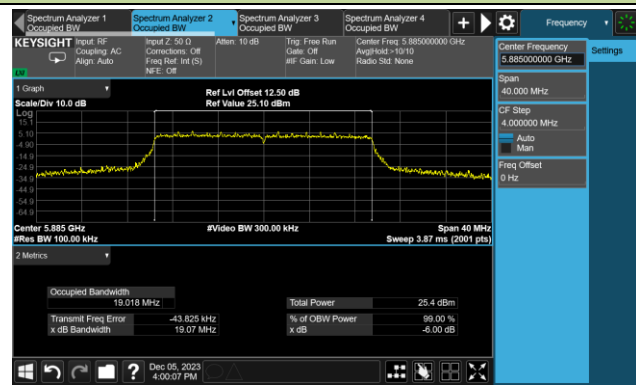 Spectrum Analyzer 1
Occupied BW
Spectrum Analyzer 2
Occupied BW
Spectrum Analyzer 3
Occupied BW
Spectrum Analyzer 4
Occupied BW
Frequency
KEYSIGHT
Input: RF
Coupling: AC
Align: Auto
Input Z: 50 Ω
Corrections: Off
Freq Ref: Int (S)
NFE: Off
Atten: 10 dB
Trig: Free Run
Gate: Off
#IF Gain: Low
Center Freq: 5.885000000 GHz
Avg|Hold:>10/10
Radio Std: None
Center Frequency
5.885000000 GHz
Settings
Span
40.000 MHz
CF Step
4.000000 MHz
Auto
Man
Freq Offset
0 Hz
1 Graph
Scale/Div 10.0 dB
Ref Lvl Offset 12.50 dB
Ref Value 25.10 dBm
Log
15.1
5.10
-4.90
-14.9
-24.9
-34.9
-44.9
-54.9
-64.9
Center 5.885 GHz
#Video BW 300.00 kHz
Span 40 MHz
#Res BW 100.00 kHz
Sweep 3.87 ms (2001 pts)
2 Metrics
Occupied Bandwidth
19.018 MHz
Total Power
25.4 dBm
Transmit Freq Error
-43.825 kHz
% of OBW Power
99.00 %
x dB Bandwidth
19.07 MHz
x dB
-6.00 dB
Dec 05, 2023
4:00:07 PM